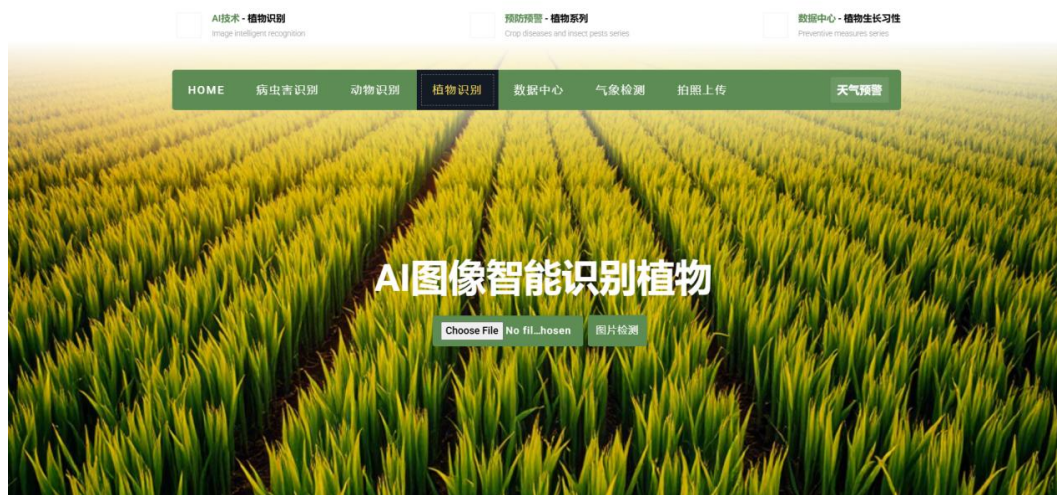 AI技术 - 植物识别
Image intelligent recognition
预防预警 - 植物系列
Crop diseases and insect pests series
数据中心 - 植物生长习性
Preventive measures series
HOME 病虫害识别 动物识别 植物识别 数据中心 气象检测 拍照上传 天气预警
AI图像智能识别植物
Choose File No fil...hosen 图片检测